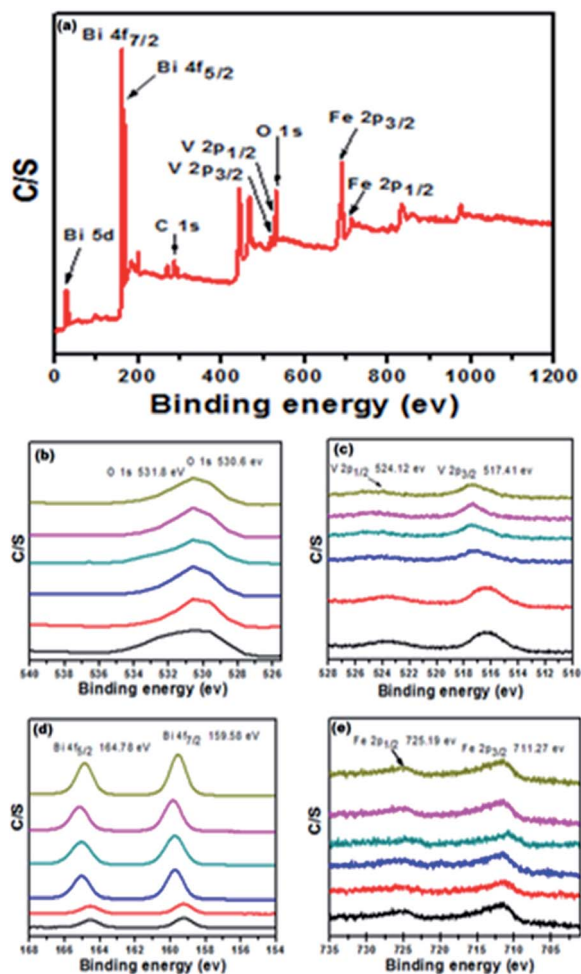 (a)
Bi 4f7/2
Bi 4f5/2
Fe 2p3/2
O 1s
V 2p1/2
V 2p3/2
Fe 2p1/2
C 1s
Bi 5d
C/S
0 200 400 600 800 1000 1200
Binding energy (ev)
(b)
O 1s 531.8 eV O 1s 530.6 ev
C/S
540 538 536 534 532 530 528 526
Binding energy (ev)
(c)
V 2p1/2 524.12 ev V 2p3/2 517.41 ev
C/S
528 526 524 522 520 518 516 514 512 510
Binding energy (ev)
(d)
Bi 4f5/2 164.78 eV Bi 4f7/2 159.58 eV
C/S
168 166 164 162 160 158 156 154
Binding energy (ev)
(e)
Fe 2p1/2 725.19 ev Fe 2p3/2 711.27 ev
C/S
735 730 725 720 715 710 705
Binding energy (ev)